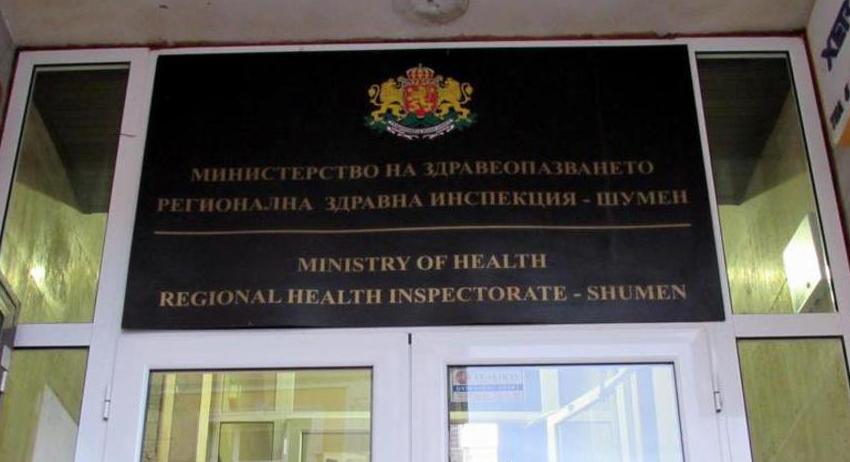 МИНИСТЕРСТВО НА ЗДРАВЕОПАЗВАНЕТО
РЕГИОНАЛНА ЗДРАВНА ИНСПЕКЦИЯ - ШУМЕН
MINISTRY OF HEALTH
REGIONAL HEALTH INSPECTORATE - SHUMEN